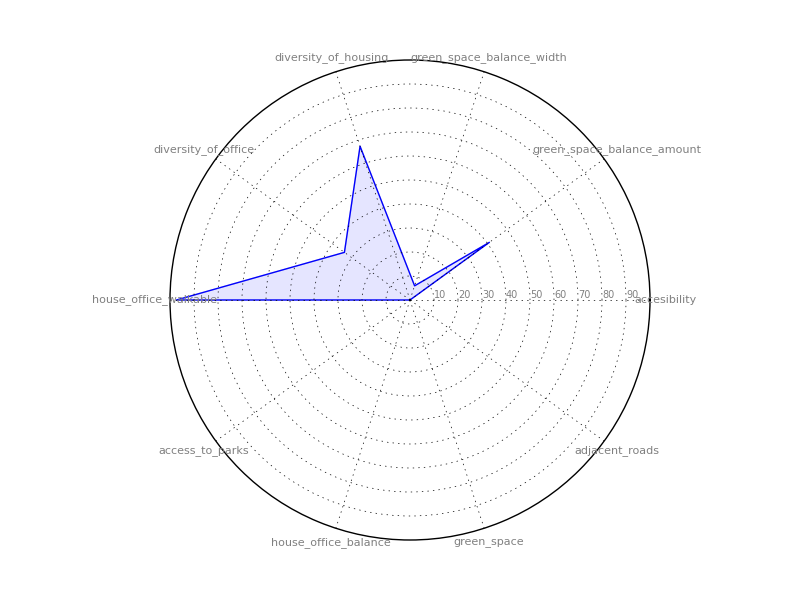 diversity_of_housing
green_space_balance_width
diversity_of_office
green_space_balance_amount
10 20 30 40 50 60 70 80 90
house_office_walkable
accesibility
access_to_parks
adjacent_roads
house_office_balance
green_space